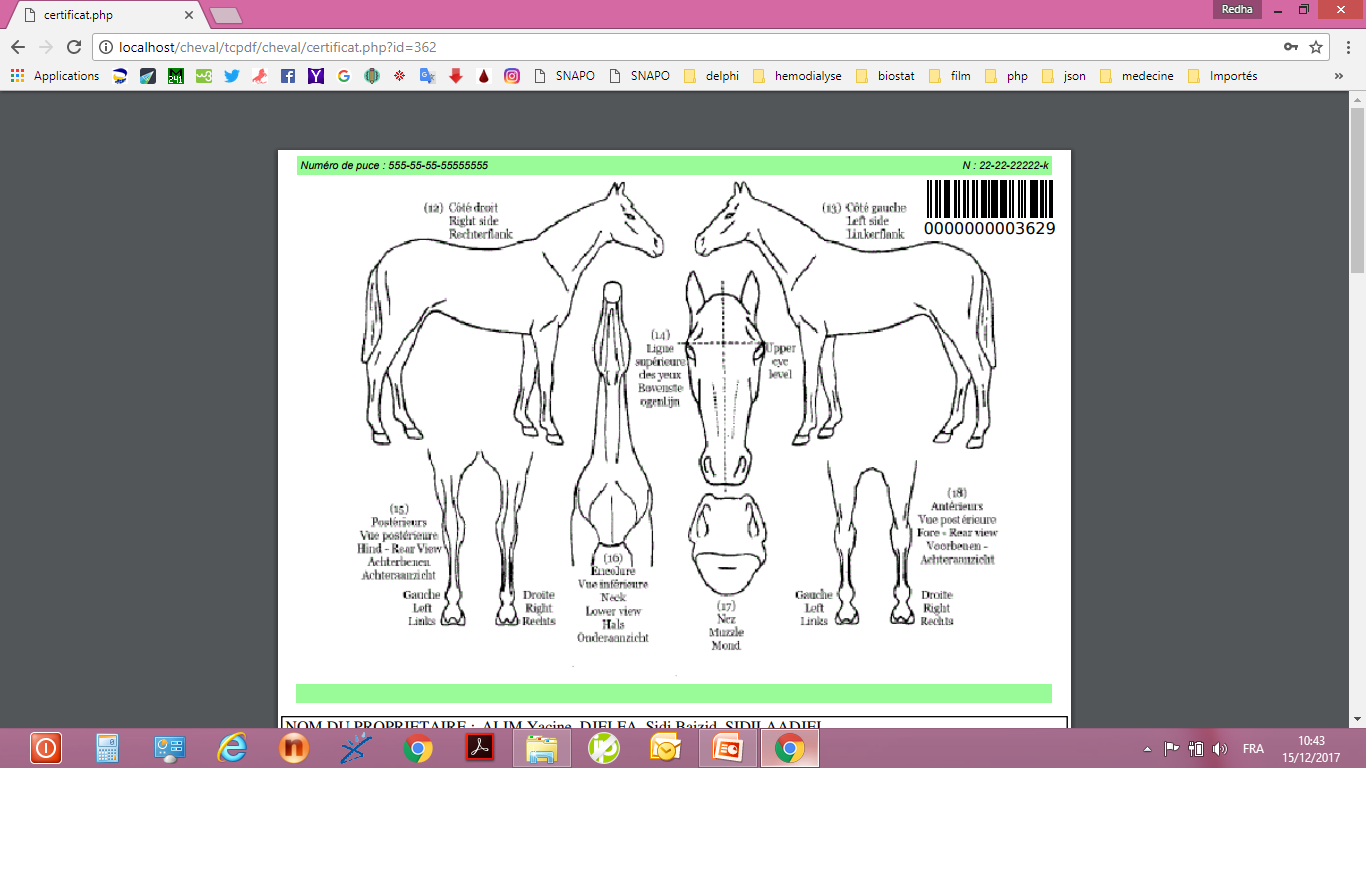 certificat.php
Redha
localhost/cheval/tcpdf/cheval/certificat.php?id=362
Applications
SNAPO
SNAPO
delphi
hemodialyse
biostat
film
php
json
medecine
Importés
Numéro de puce : 555-55-55-55555555
N : 22-22-22222-k
(12) Côté droit
Right side
Rechterflank
(13) Côté gauche
Left side
Linkerflank
0000000003629
(14)
Ligne
supérieure
des yeux
Bovenste
ogenlijn
Upper
eye
level
(15)
Postérieurs
Vue postérieure
Hind - Rear View
Achterbenen
Achteraanzicht
Gauche
Left
Links
Droite
Right
Rechts
(16)
Encolure
Vue inférieure
Neck
Lower view
Hals
Onderaanzicht
(17)
Nez
Muzzle
Mond
(18)
Antérieurs
Vue postérieure
Fore - Rear view
Voorbenen -
Achteraanzicht
Gauche
Left
Links
Droite
Right
Rechts
NOM DU PROPRIETAIRE : ALIM Yacine DJELFA Sidi Baizid
FRA
10:43
15/12/2017